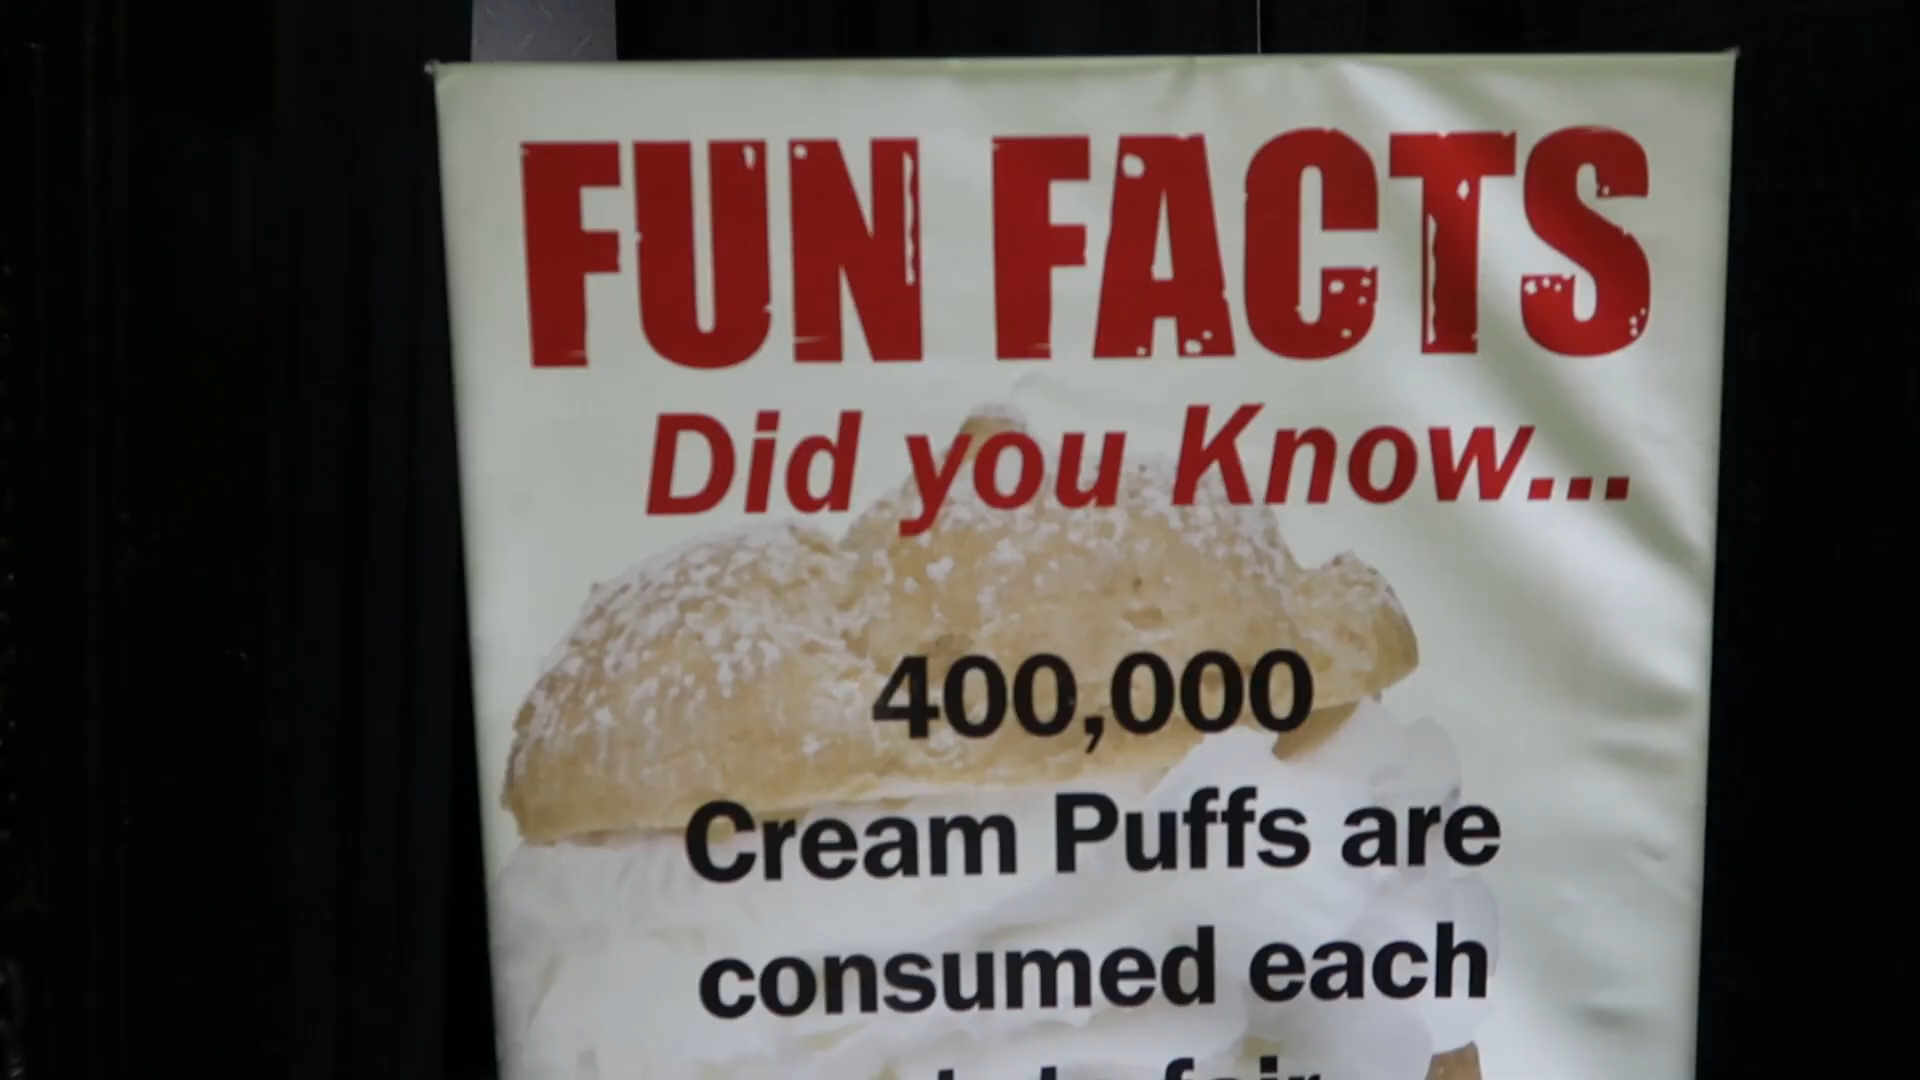 FUN FACTS
Did you Know...
400,000
Cream Puffs are
consumed each